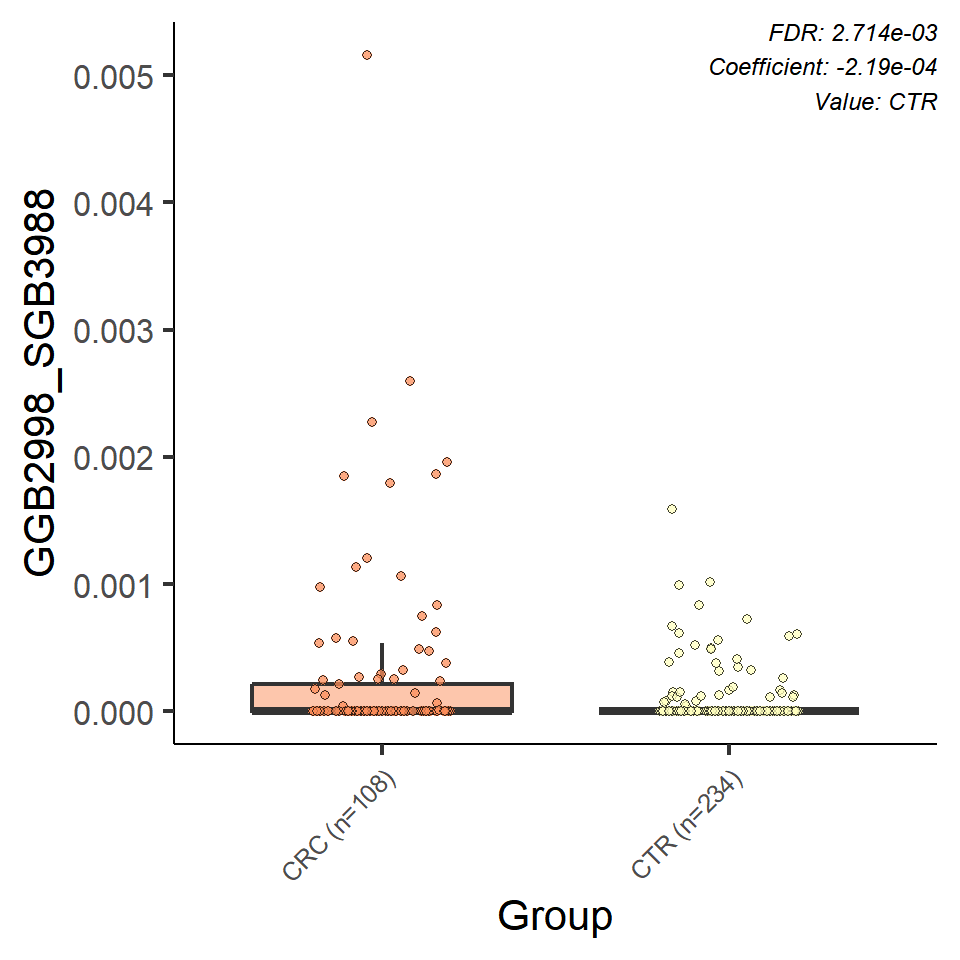 FDR: 2.714e-03
Coefficient: -2.19e-04
Value: CTR
GGB2998_SGB3988
0.005
0.004
0.003
0.002
0.001
0.000
CRC (n=108)
CTR (n=234)
Group